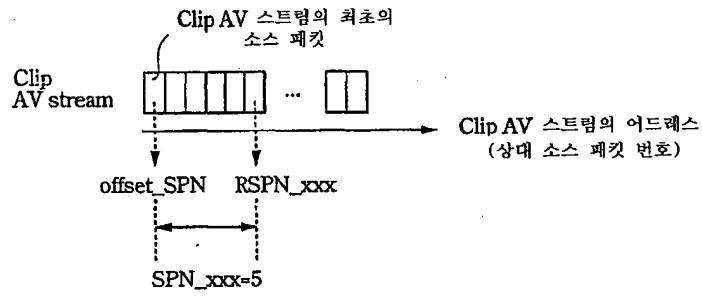 Clip AV 스트림의 최초의
소스 패킷
Clip
AV stream
...
Clip AV 스트림의 어드레스
(상대 소스 패킷 번호)
offset_SPN
RSPN_xxx
SPN_xxx=5